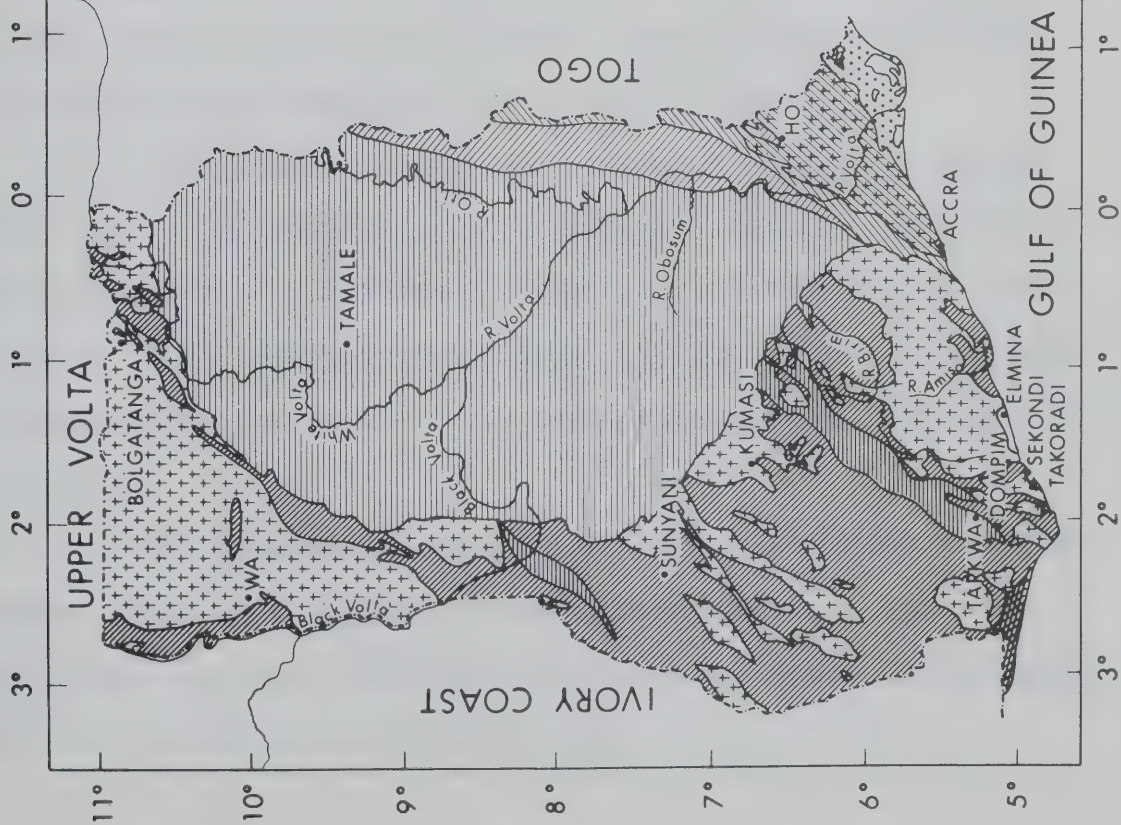 3°
2°
1°
0°
1°
UPPER VOLTA
11°
BOLGATANGA
WA
10°
White Volta
TAMALE
R. Oti
TOGO
Black Volta
9°
Black Volta
R. Volta
8°
IVORY COAST
R. Obosum
SUNYANI
7°
KUMASI
HO
R. Volta
6°
TARKWA
DOMPIM
ACCRA
5°
ELMINA
SEKONDI
TAKORADI
GULF OF GUINEA
3°
2°
1°
0°
1°